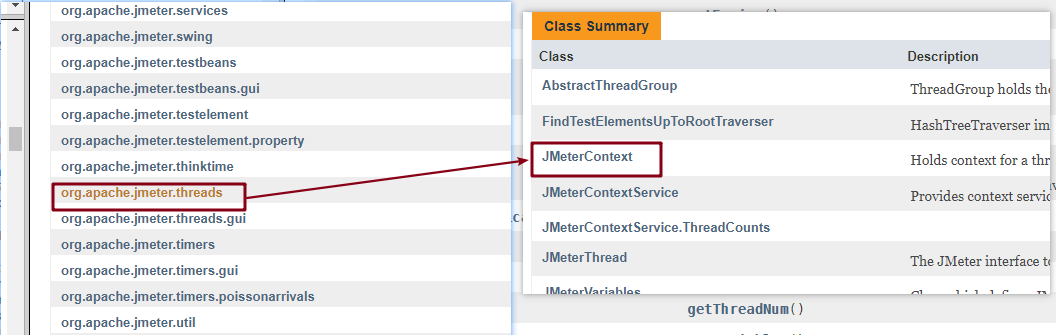 org.apache.jmeter.services
org.apache.jmeter.swing
org.apache.jmeter.testbeans
org.apache.jmeter.testbeans.gui
org.apache.jmeter.testelement
org.apache.jmeter.testelement.property
org.apache.jmeter.thinktime
org.apache.jmeter.threads
org.apache.jmeter.threads.gui
org.apache.jmeter.timers
org.apache.jmeter.timers.gui
org.apache.jmeter.timers.poissonarrivals
org.apache.jmeter.util
Class Summary
Class Description
AbstractThreadGroup ThreadGroup holds the
FindTestElementsUpToRootTraverser HashTreeTraverser im
JMeterContext Holds context for a thr
JMeterContextService Provides context servic
JMeterContextService.ThreadCounts
JMeterThread The JMeter interface to
JMeterVariables
getThreadNum()